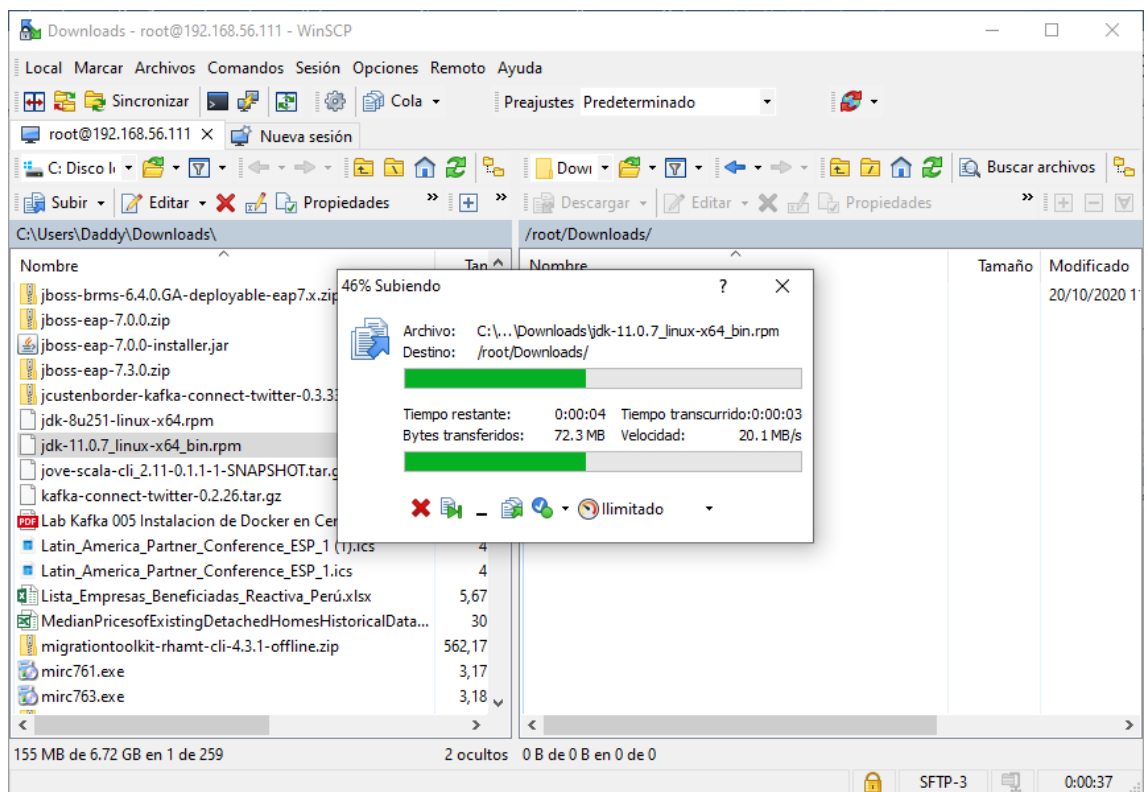 Downloads - root@192.168.56.111 - WinSCP
Local Marcar Archivos Comandos Sesión Opciones Remoto Ayuda
Sincronizar Cola Preajustes Predeterminado
root@192.168.56.111 Nueva sesión
C: Disco l Dow Buscar archivos
Subir Editar Propiedades » » Descargar Editar Propiedades »
C:\Users\Daddy\Downloads\ /root/Downloads/
Nombre Tan Nombre Tamaño Modificado
jboss-brms-6.4.0.GA-deployable-eap7.x.zip 20/10/2020 1
jboss-eap-7.0.0.zip
jboss-eap-7.0.0-installer.jar
jboss-eap-7.3.0.zip
jcustenborder-kafka-connect-twitter-0.3.33
jdk-8u251-linux-x64.rpm
jdk-11.0.7_linux-x64_bin.rpm
jove-scala-cli_2.11-0.1.1-1-SNAPSHOT.tar.g
kafka-connect-twitter-0.2.26.tar.gz
PDF Lab Kafka 005 Instalacion de Docker en Cer
Latin_America_Partner_Conference_ESP_1 (1).ics 4
Latin_America_Partner_Conference_ESP_1.ics 4
Lista_Empresas_Beneficiadas_Reactiva_Perú.xlsx 5,67
MedianPricesofExistingDetachedHomesHistoricalData... 30
migrationtoolkit-rhamt-cli-4.3.1-offline.zip 562,17
mirc761.exe 3,17
mirc763.exe 3,18
46% Subiendo ?
Archivo: C:\...\Downloads\jdk-11.0.7_linux-x64_bin.rpm
Destino: /root/Downloads/
Tiempo restante: 0:00:04 Tiempo transcurrido:0:00:03
Bytes transferidos: 72.3 MB Velocidad: 20.1 MB/s
Ilimitado
155 MB de 6.72 GB en 1 de 259 2 ocultos 0 B de 0 B en 0 de 0
SFTP-3 0:00:37